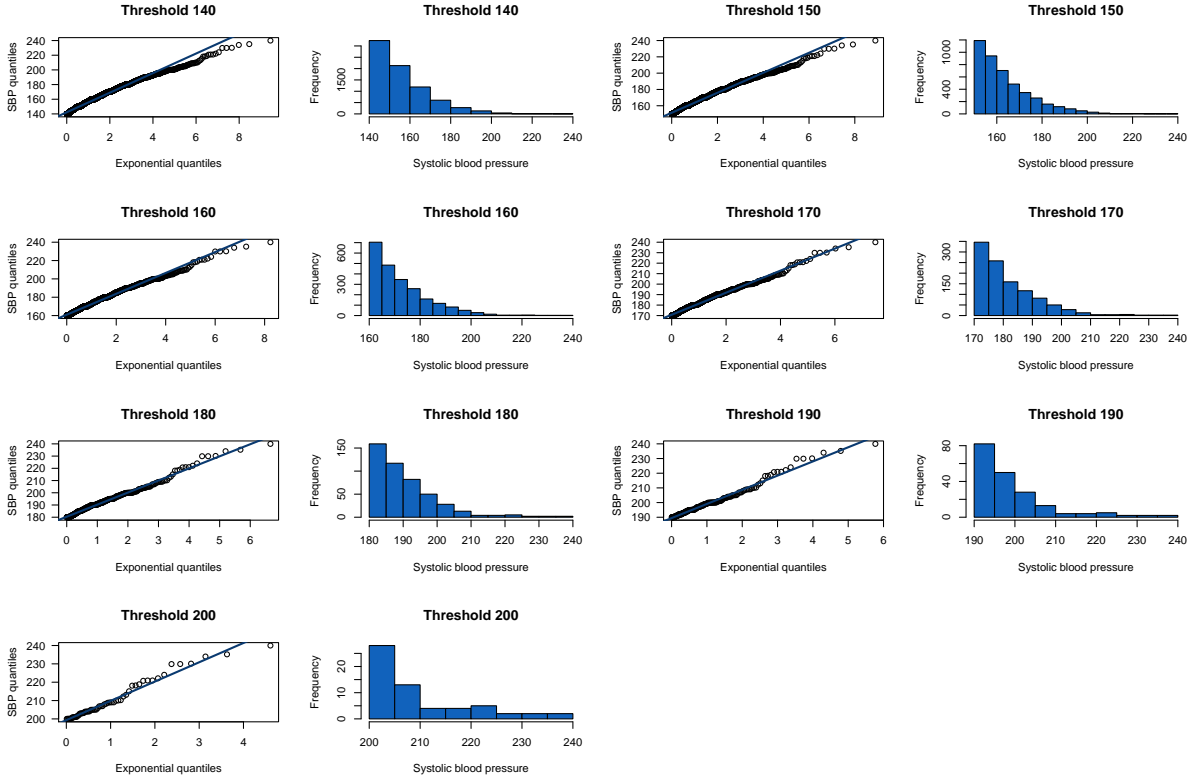 Threshold 140
Threshold 140
Threshold 150
Threshold 150
SBP quantiles
140 160 180 200 220 240
0 2 4 6 8
Exponential quantiles
Frequency
0 1500
140 160 180 200 220 240
Systolic blood pressure
SBP quantiles
160 180 200 220 240
0 2 4 6 8
Exponential quantiles
Frequency
0 400 1000
160 180 200 220 240
Systolic blood pressure
Threshold 160
Threshold 160
Threshold 170
Threshold 170
SBP quantiles
160 180 200 220 240
0 2 4 6 8
Exponential quantiles
Frequency
0 300 600
160 180 200 220 240
Systolic blood pressure
SBP quantiles
170 180 190 200 210 220 230 240
0 2 4 6
Exponential quantiles
Frequency
0 150 300
170 180 190 200 210 220 230 240
Systolic blood pressure
Threshold 180
Threshold 180
Threshold 190
Threshold 190
SBP quantiles
180 190 200 210 220 230 240
0 1 2 3 4 5 6
Exponential quantiles
Frequency
0 50 150
180 190 200 210 220 230 240
Systolic blood pressure
SBP quantiles
190 200 210 220 230 240
0 1 2 3 4 5 6
Exponential quantiles
Frequency
0 40 80
190 200 210 220 230 240
Systolic blood pressure
Threshold 200
Threshold 200
SBP quantiles
200 210 220 230 240
0 1 2 3 4
Exponential quantiles
Frequency
0 10 20
200 210 220 230 240
Systolic blood pressure